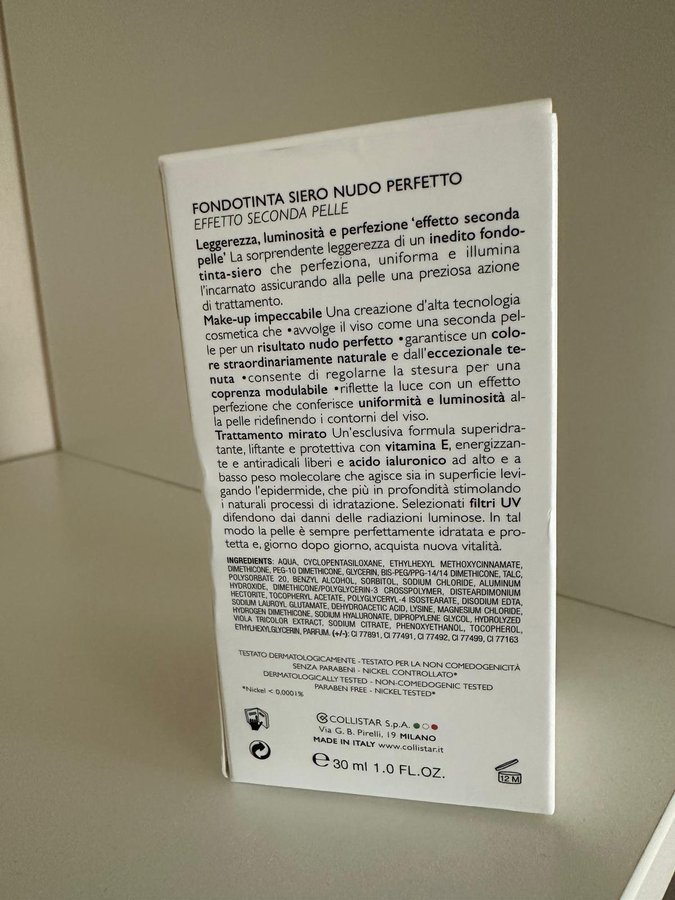 FONDOTINTA SIERO NUDO PERFETTO
EFFETTO SECONDA PELLE
Leggerezza, luminosità e perfezione 'effetto seconda
pelle' La sorprendente leggerezza di un inedito fondo-
tinta-siero che perfeziona, uniforma e illumina
l'incarnato assicurando alla pelle una preziosa azione
di trattamento.
Make-up impeccabile Una creazione d'alta tecnologia
cosmetica che •avvolge il viso come una seconda pel-
le per un risultato nudo perfetto •garantisce un colo-
re straordinariamente naturale e dall'eccezionale te-
nuta •consente di regolarne la stesura per una
coprenza modulabile •riflette la luce con un effetto
perfezione che conferisce uniformità e luminosità al-
la pelle ridefinendo i contorni del viso.
Trattamento mirato Un'esclusiva formula superidra-
tante, liftante e protettiva con vitamina E, energizzan-
te e antiradicali liberi e acido ialuronico ad alto e a
basso peso molecolare che agisce sia in superficie levi-
gando l'epidermide, che più in profondità stimolando
i naturali processi di idratazione. Selezionati filtri UV
difendono dai danni delle radiazioni luminose. In tal
modo la pelle è sempre perfettamente idratata e pro-
tetta e, giorno dopo giorno, acquista nuova vitalità.
INGREDIENTS: AQUA, CYCLOPENTASILOXANE, ETHYLHEXYL METHOXYCINNAMATE,
DIMETHICONE, PEG-10 DIMETHICONE, GLYCERIN, BIS-PEG/PPG-14/14 DIMETHICONE, TALC,
POLYSORBATE 20, BENZYL ALCOHOL, SORBITOL, SODIUM CHLORIDE, ALUMINUM
HYDROXIDE, DIMETHICONE/POLYGLYCERIN-3 CROSSPOLYMER, DISTEARDIMONIUM
HECTORITE, TOCOPHERYL ACETATE, POLYGLYCERYL-4 ISOSTEARATE, DISODIUM EDTA,
SODIUM LAUROYL GLUTAMATE, DEHYDROACETIC ACID, LYSINE, MAGNESIUM CHLORIDE,
HYDROGEN DIMETHICONE, SODIUM HYALURONATE, DIPROPYLENE GLYCOL, HYDROLYZED
VIOLA TRICOLOR EXTRACT, SODIUM CITRATE, PHENOXYETHANOL, TOCOPHEROL,
ETHYLHEXYLGLYCERIN, PARFUM. (+/-): CI 77891, CI 77491, CI 77492, CI 77499, CI 77163
TESTATO DERMATOLOGICAMENTE - TESTATO PER LA NON COMEDOGENICITÀ
SENZA PARABENI - NICKEL CONTROLLATO*
DERMATOLOGICALLY TESTED - NON-COMEDOGENIC TESTED
PARABEN FREE - NICKEL TESTED*
*Nickel < 0,0001%
COLLISTAR S.p.A.
Via G. B. Pirelli, 19 MILANO
MADE IN ITALY www.collistar.it
℮ 30 ml 1.0 FL.OZ.
12 M